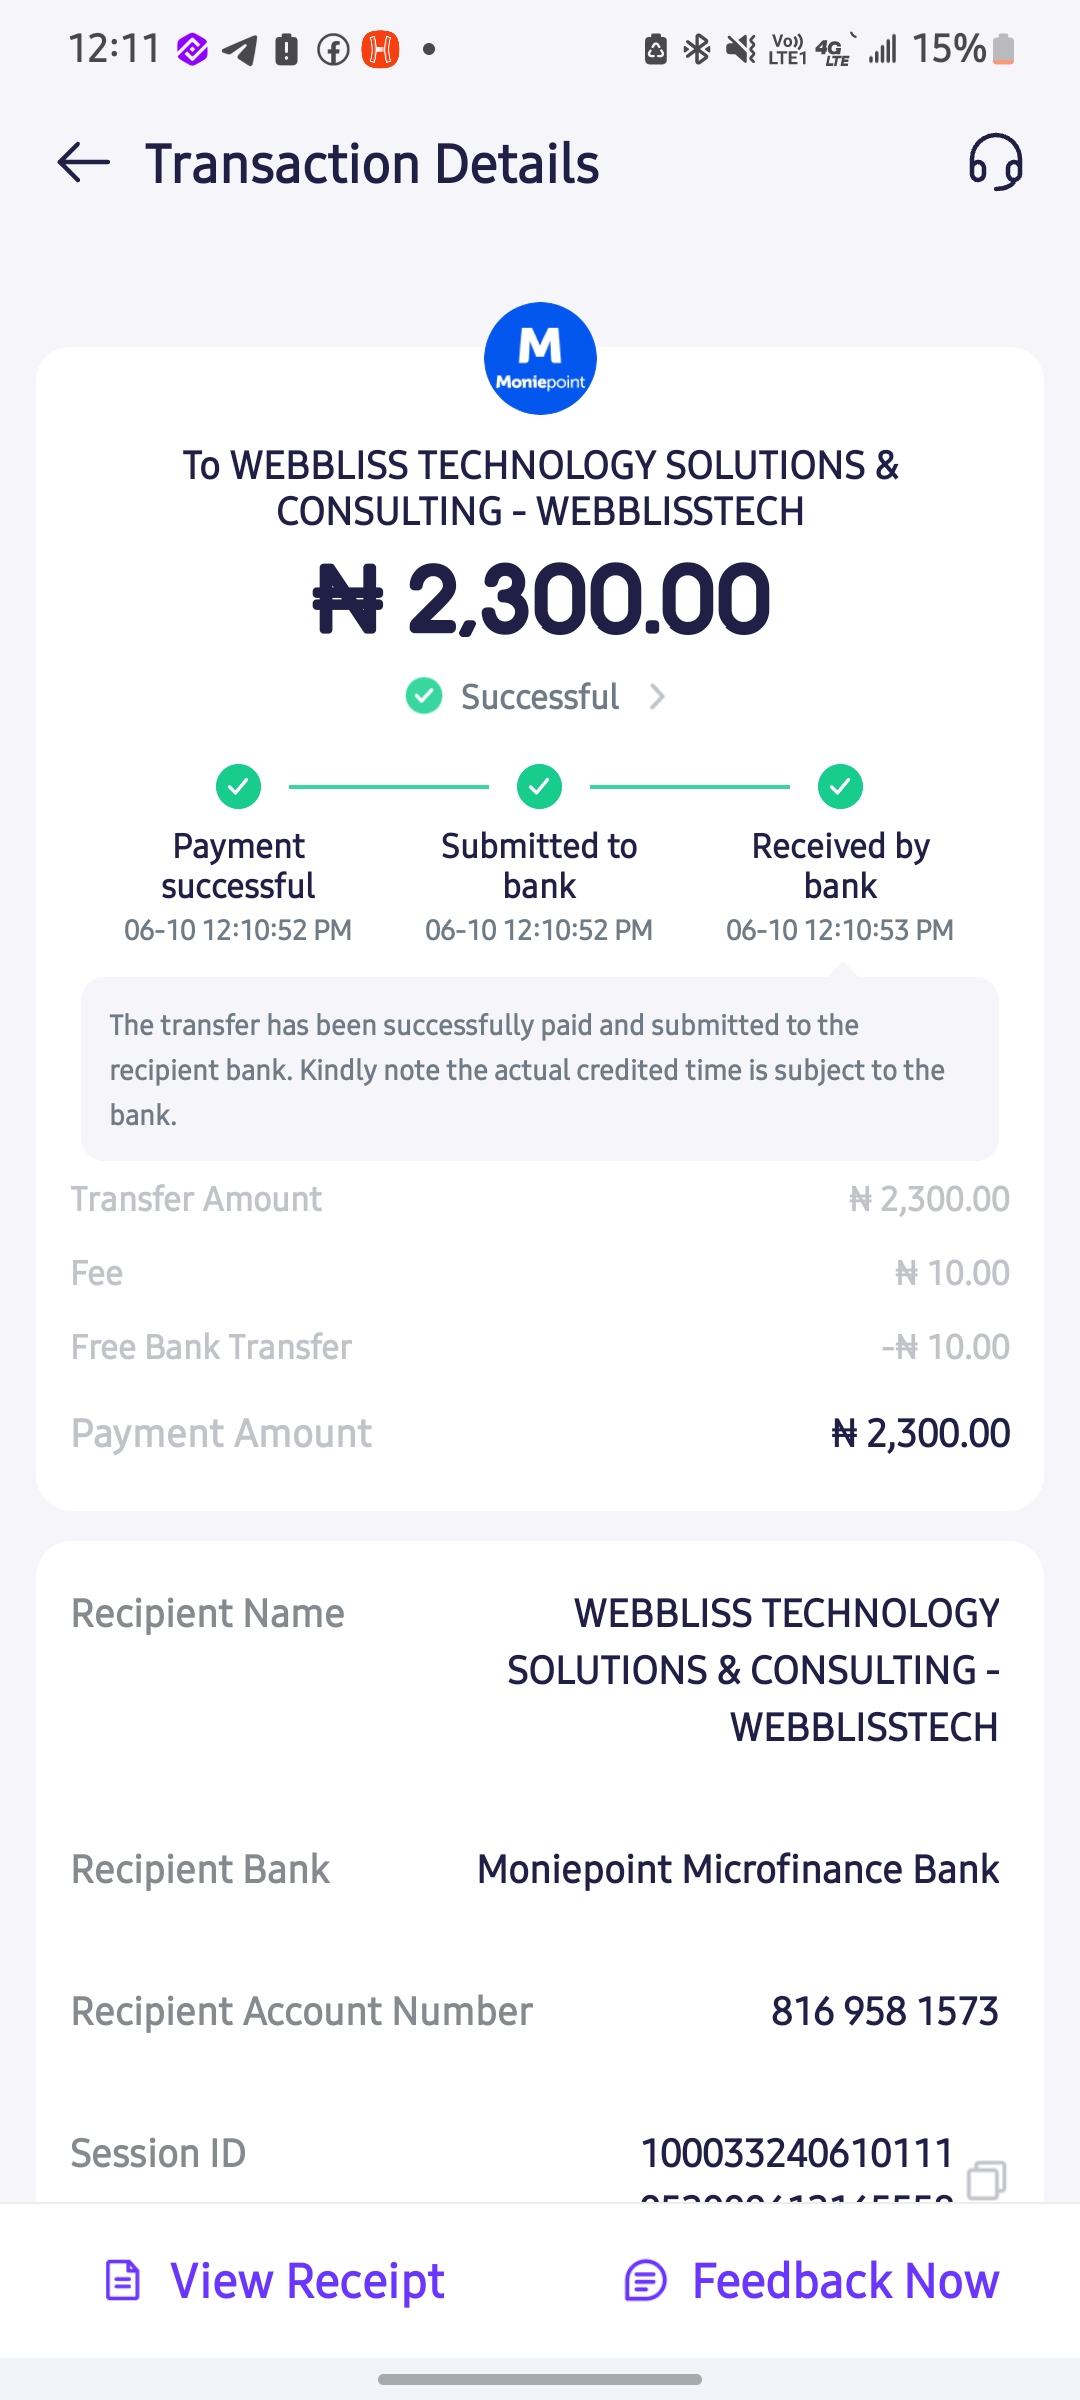 12:11
Vo)) LTE1 4G LTE 15%
Transaction Details
M
Moniepoint
To WEBBLISS TECHNOLOGY SOLUTIONS &
CONSULTING - WEBBLISSTECH
₦ 2,300.00
Successful
Payment successful
06-10 12:10:52 PM
Submitted to bank
06-10 12:10:52 PM
Received by bank
06-10 12:10:53 PM
The transfer has been successfully paid and submitted to the
recipient bank. Kindly note the actual credited time is subject to the
bank.
Transfer Amount ₦ 2,300.00
Fee ₦ 10.00
Free Bank Transfer -₦ 10.00
Payment Amount ₦ 2,300.00
Recipient Name WEBBLISS TECHNOLOGY
SOLUTIONS & CONSULTING -
WEBBLISSTECH
Recipient Bank Moniepoint Microfinance Bank
Recipient Account Number 816 958 1573
Session ID 100033240610111
View Receipt
Feedback Now